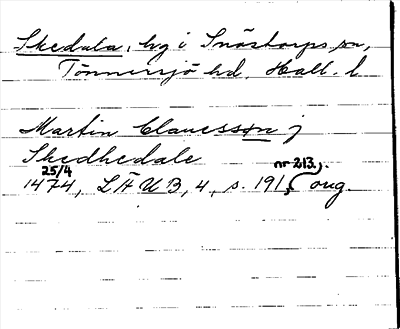 Skedala, by i Snöstorps sn,
Tönnersjö hd, Hall. l.
Martin Clauesson j
Skedhedale
25/4 1474, LÄUB, 4, s. 191, nr 213. orig.